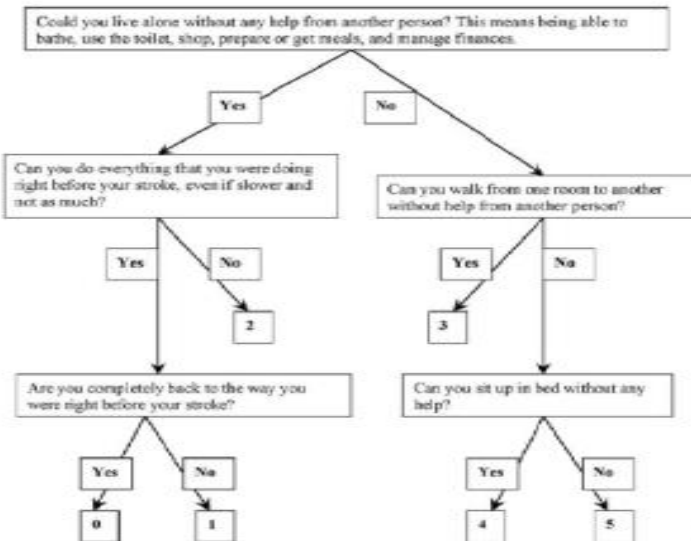 Could you live alone without any help from another person? This means being able to
bathe, use the toilet, shop, prepare or get meals, and manage finances.
Yes
No
Can you do everything that you were doing
right before your stroke, even if slower and
not as much?
Can you walk from one room to another
without help from another person?
Yes
No
Yes
No
2
3
Are you completely back to the way you
were right before your stroke?
Can you sit up in bed without any
help?
Yes
No
Yes
No
0
1
4
5